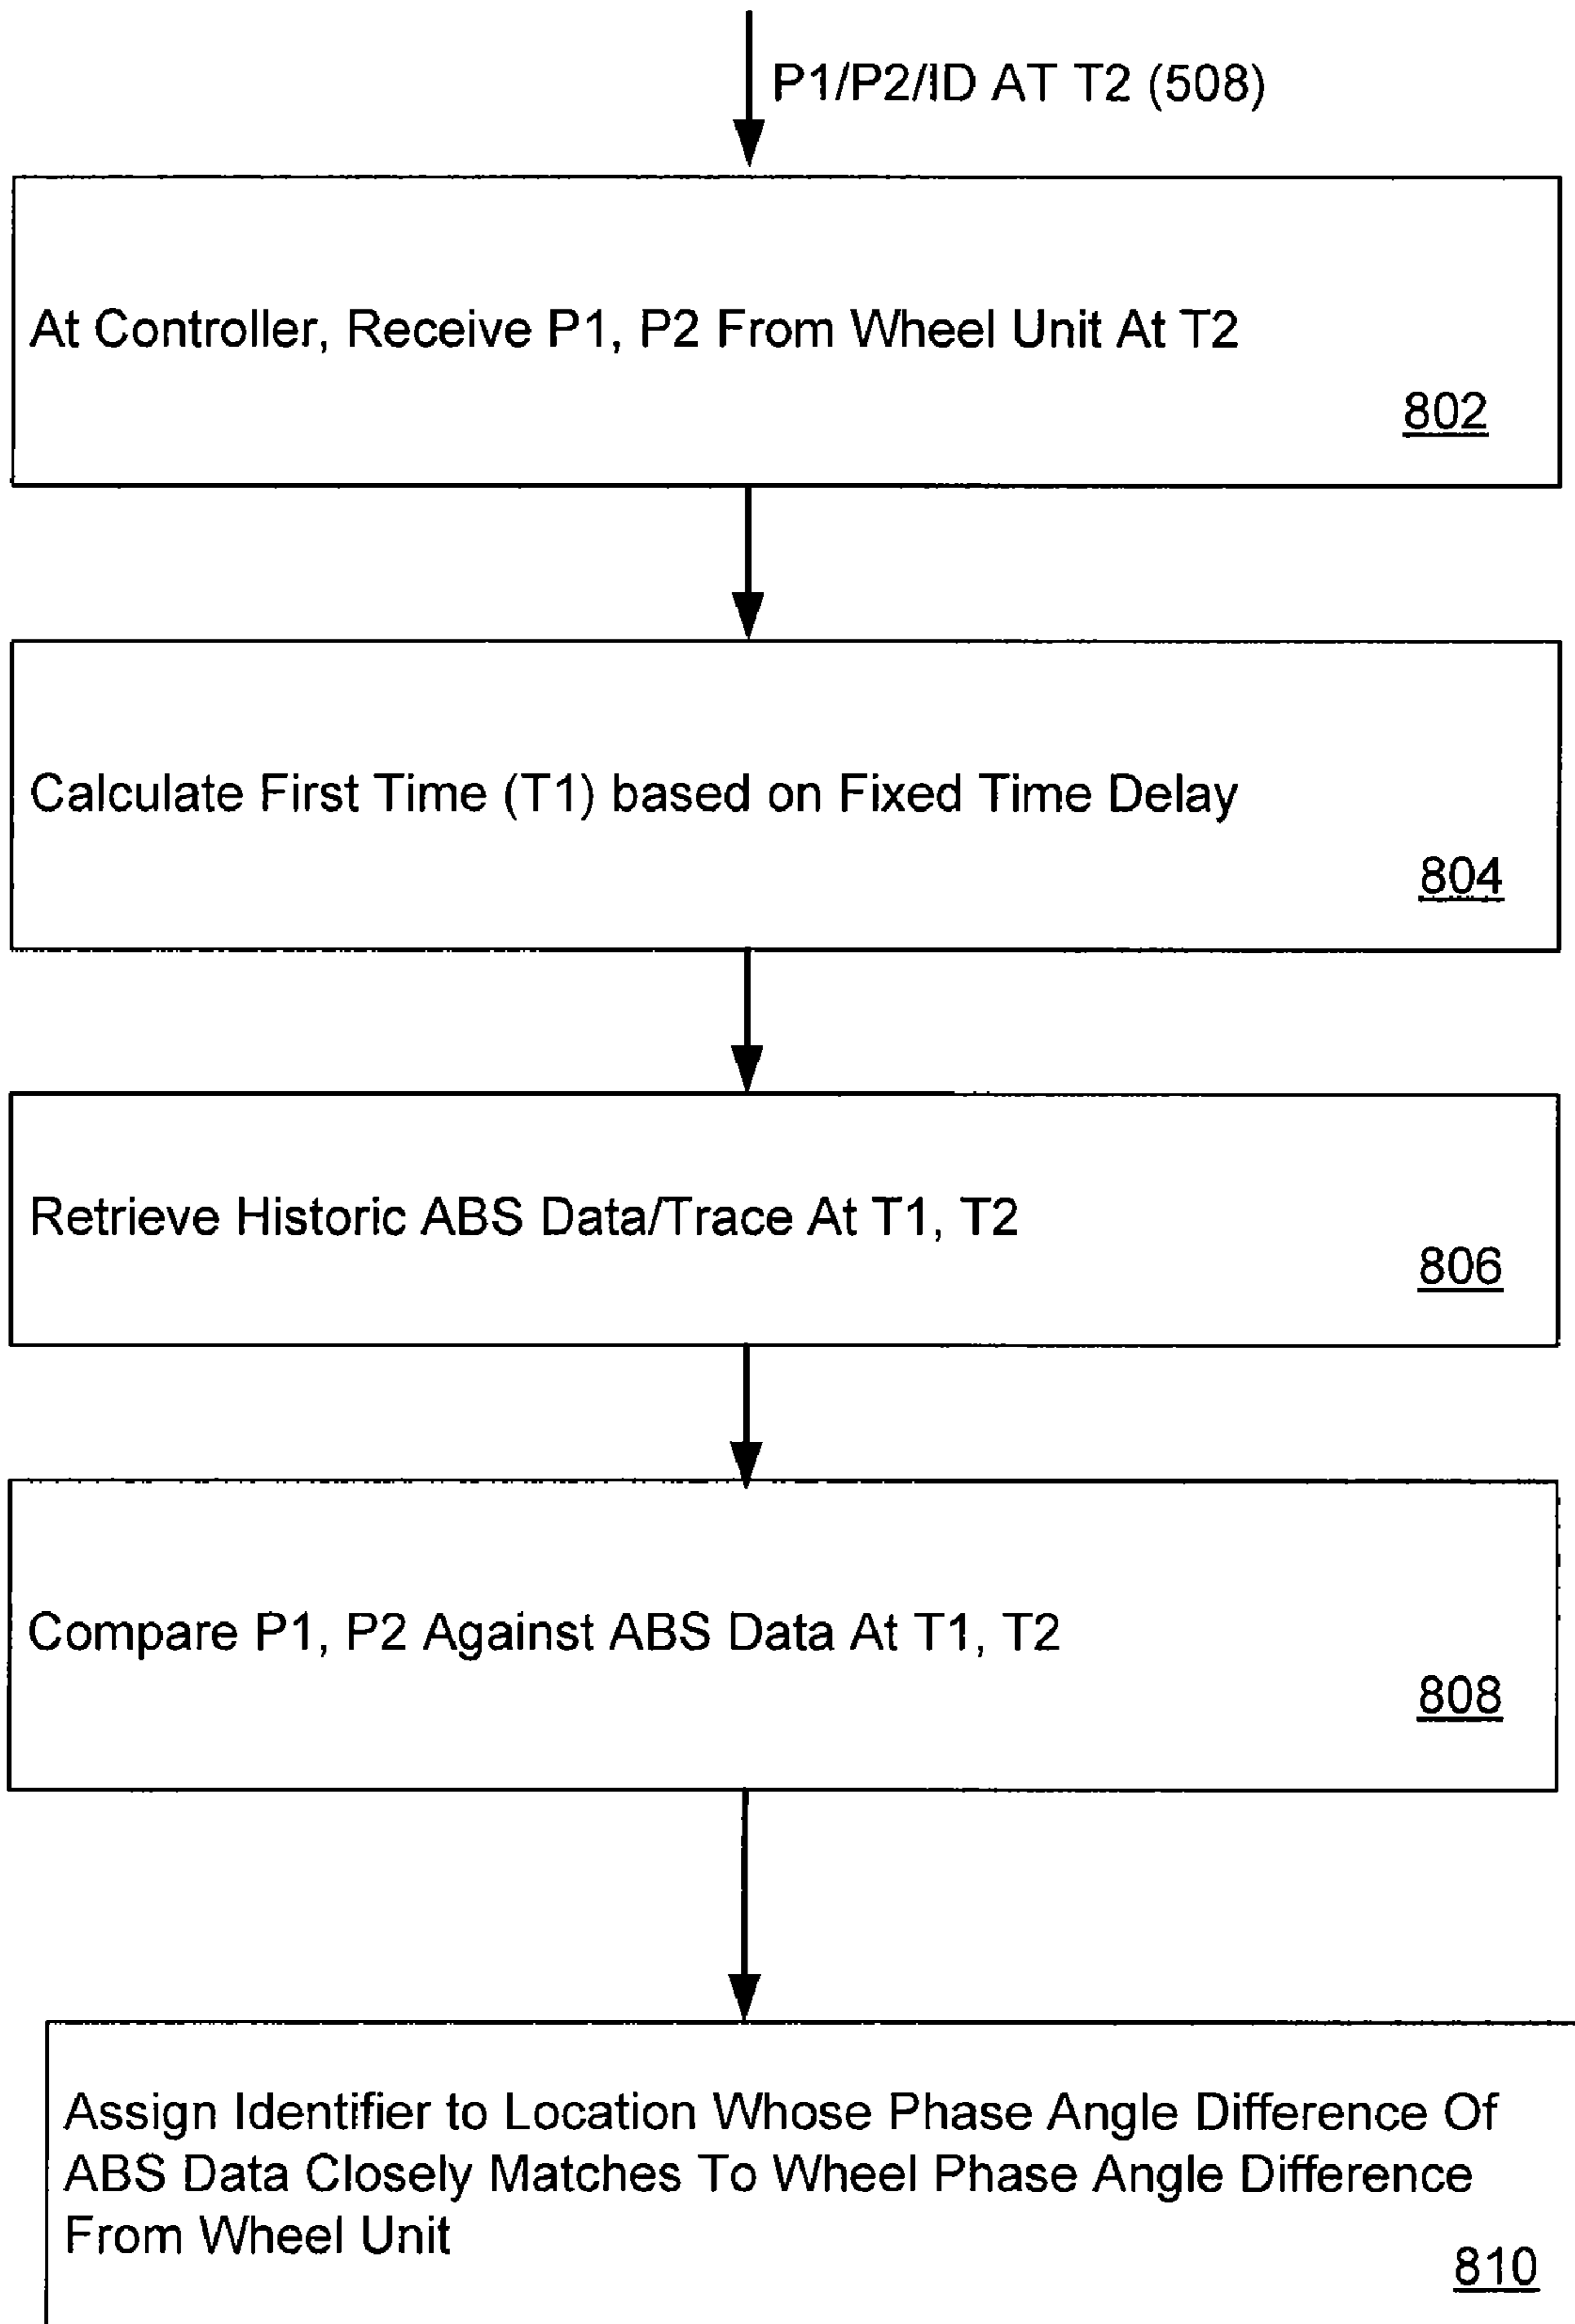 P1/P2/ID AT T2 (508)
At Controller, Receive P1, P2 From Wheel Unit At T2
802
Calculate First Time (T1) based on Fixed Time Delay
804
Retrieve Historic ABS Data/Trace At T1, T2
806
Compare P1, P2 Against ABS Data At T1, T2
808
Assign Identifier to Location Whose Phase Angle Difference Of
ABS Data Closely Matches To Wheel Phase Angle Difference
From Wheel Unit
810